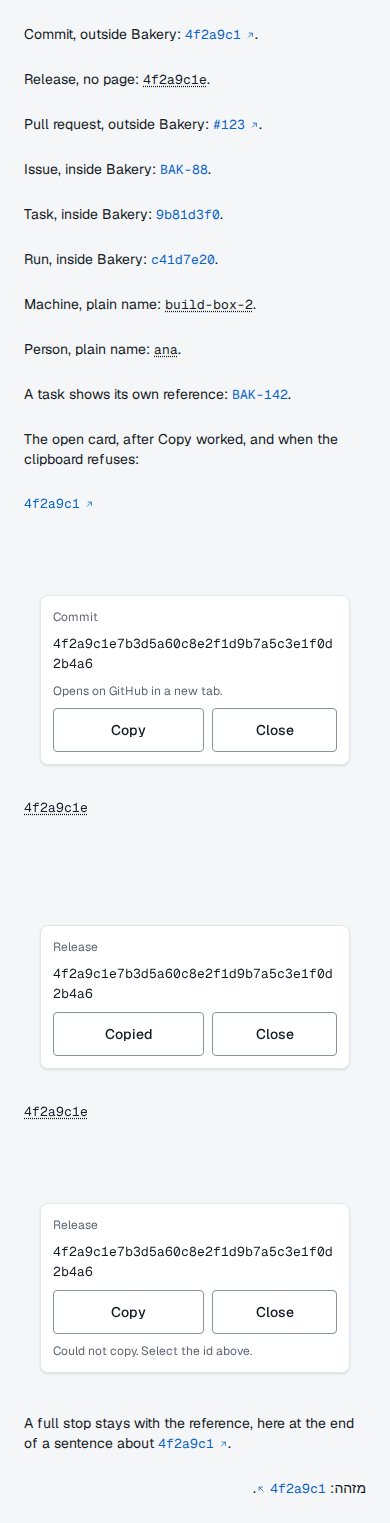 Commit, outside Bakery: 4f2a9c1 ↗.
Release, no page: 4f2a9c1e.
Pull request, outside Bakery: #123 ↗.
Issue, inside Bakery: BAK-88.
Task, inside Bakery: 9b81d3f0.
Run, inside Bakery: c41d7e20.
Machine, plain name: build-box-2.
Person, plain name: ana.
A task shows its own reference: BAK-142.
The open card, after Copy worked, and when the
clipboard refuses:
4f2a9c1 ↗
Commit
4f2a9c1e7b3d5a60c8e2f1d9b7a5c3e1f0d
2b4a6
Opens on GitHub in a new tab.
Copy
Close
4f2a9c1e
Release
4f2a9c1e7b3d5a60c8e2f1d9b7a5c3e1f0d
2b4a6
Copied
Close
4f2a9c1e
Release
4f2a9c1e7b3d5a60c8e2f1d9b7a5c3e1f0d
2b4a6
Copy
Close
Could not copy. Select the id above.
A full stop stays with the reference, here at the end
of a sentence about 4f2a9c1 ↗.
מזהה: 4f2a9c1 ↖.